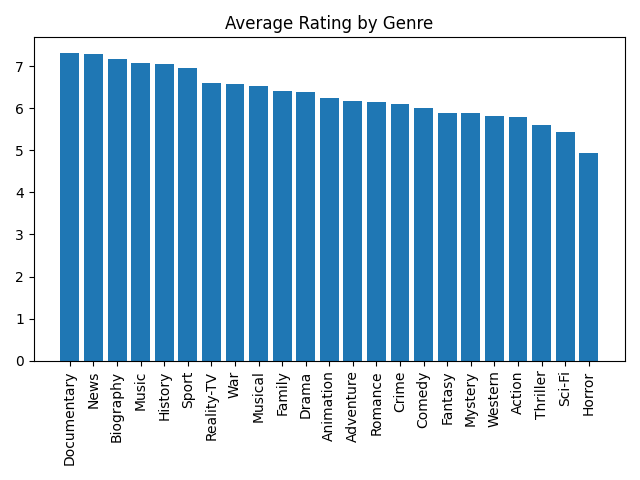 Average Rating by Genre
7
6
5
4
3
2
1
0
Documentary
News
Biography
Music
History
Sport
Reality-TV
War
Musical
Family
Drama
Animation
Adventure
Romance
Crime
Comedy
Fantasy
Mystery
Western
Action
Thriller
Sci-Fi
Horror